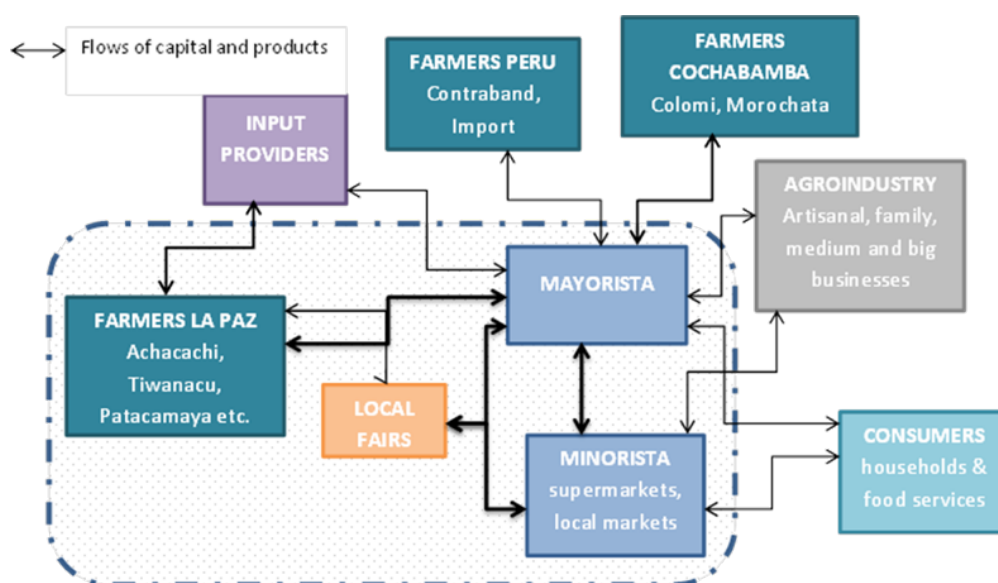 Flows of capital and products
FARMERS PERU
Contraband,
Import
FARMERS
COCHABAMBA
Colomi, Morochata
INPUT
PROVIDERS
AGROINDUSTRY
Artisanal, family,
medium and big
businesses
MAYORISTA
FARMERS LA PAZ
Achacachi,
Tiwanacu,
Patacamaya etc.
LOCAL
FAIRS
MINORISTA
supermarkets,
local markets
CONSUMERS
households &
food services